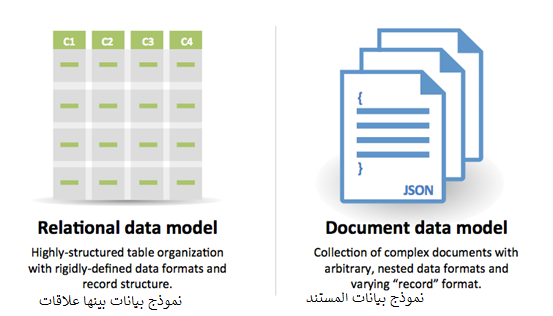 C1 C2 C3 C4
Relational data model
Highly-structured table organization
with rigidly-defined data formats and
record structure.
نموذج بيانات بينها علاقات
{
}
JSON
Document data model
Collection of complex documents with
arbitrary, nested data formats and
varying “record” format.
نموذج بيانات المستند